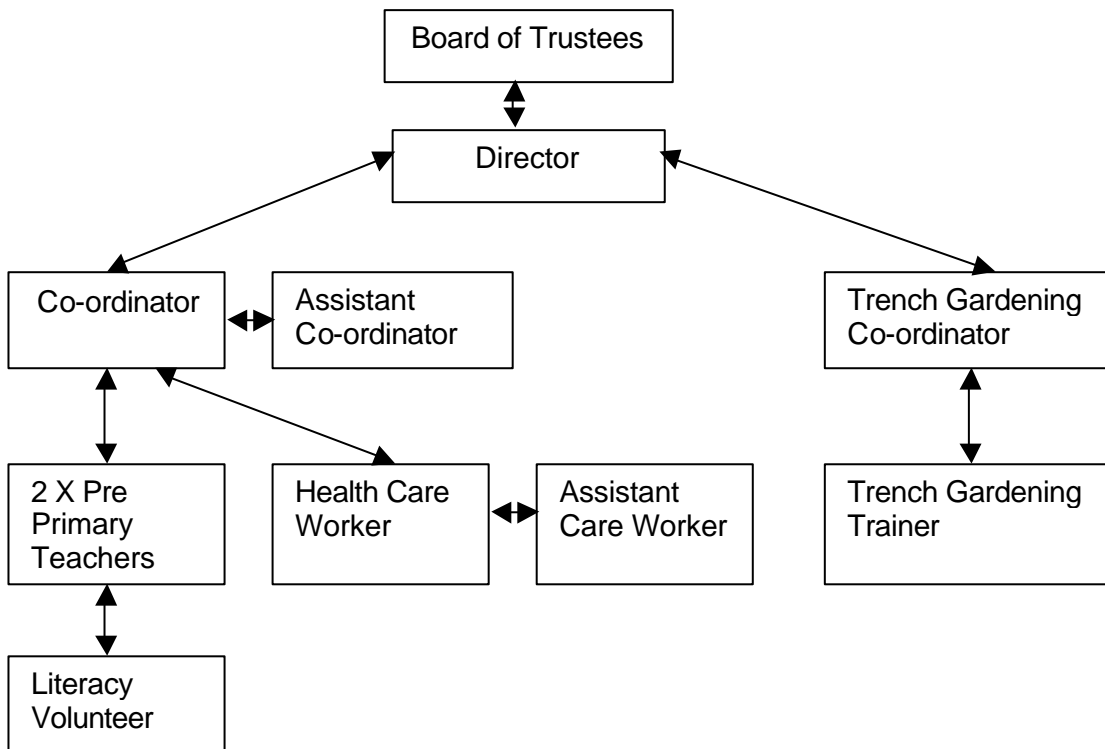 Board of Trustees
Director
Co-ordinator
Assistant
Co-ordinator
Trench Gardening
Co-ordinator
2 X Pre
Primary
Teachers
Health Care
Worker
Assistant
Care Worker
Trench Gardening
Trainer
Literacy
Volunteer